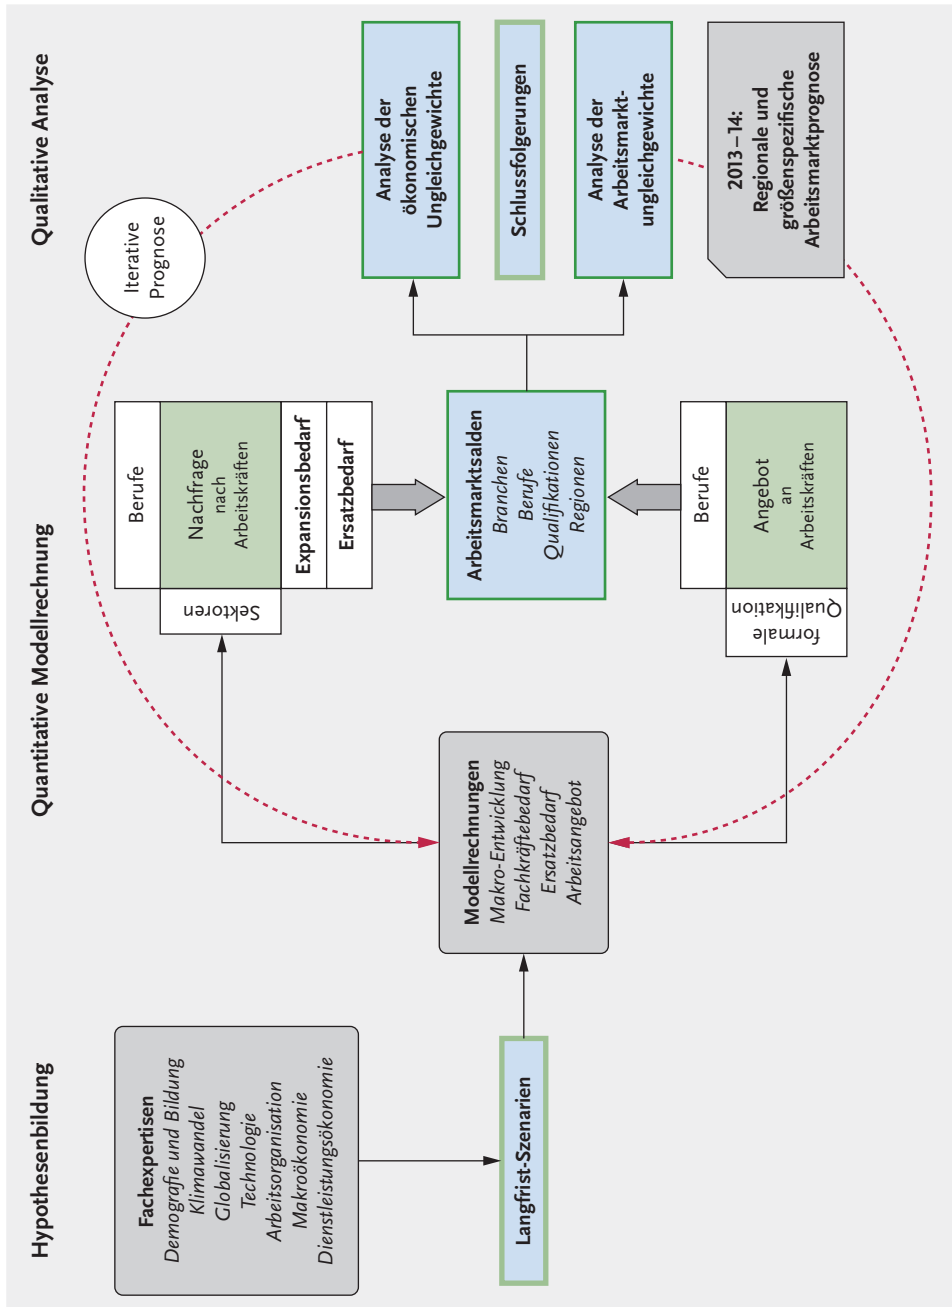 Hypothesenbildung
Quantitative Modellrechnung
Qualitative Analyse
Fachexpertisen
Demografie und Bildung
Klimawandel
Globalisierung
Technologie
Arbeitsorganisation
Makroökonomie
Dienstleistungsökonomie
Langfrist-Szenarien
Modellrechnungen
Makro-Entwicklung
Fachkräftebedarf
Ersatzbedarf
Arbeitsangebot
Berufe
Sektoren
Nachfrage
nach
Arbeitskräften
Expansionsbedarf
Ersatzbedarf
Arbeitsmarktsalden
Branchen
Berufe
Qualifikationen
Regionen
Berufe
formale
Qualifikation
Angebot
an
Arbeitskräften
Iterative
Prognose
Analyse der
ökonomischen
Ungleichgewichte
Schlussfolgerungen
Analyse der
Arbeitsmarkt-
ungleichgewichte
2013–14:
Regionale und
größenspezifische
Arbeitsmarktprognose